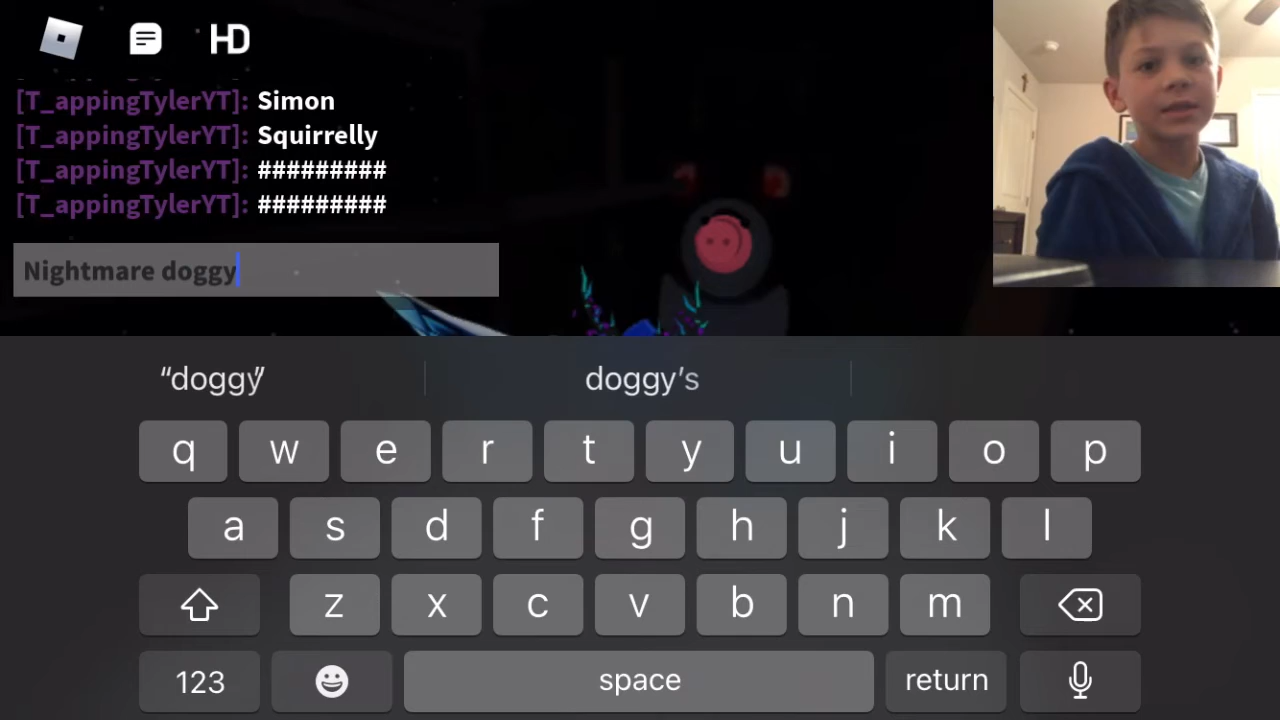 HD
[T_appingTylerYT]: Simon
[T_appingTylerYT]: Squirrelly
[T_appingTylerYT]: #########
[T_appingTylerYT]: #########
Nightmare doggy
“doggy” doggy’s
q w e r t y u i o p
a s d f g h j k l
z x c v b n m
123 space return